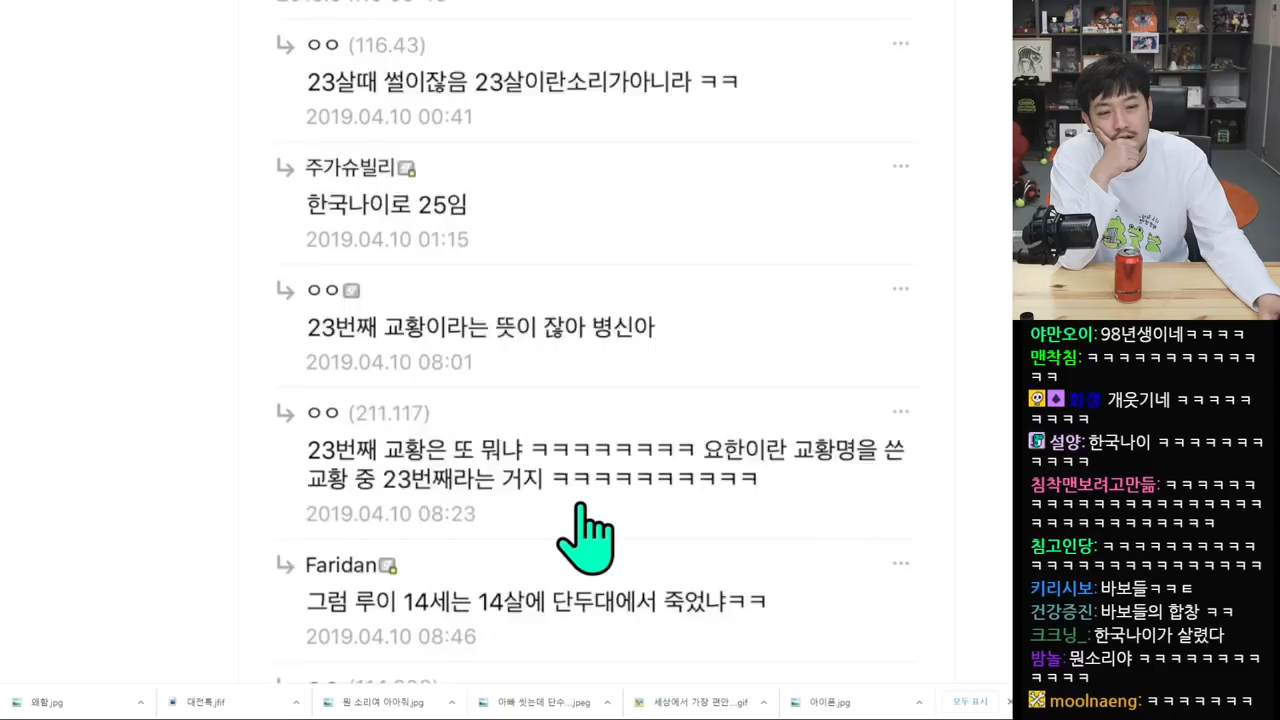 ㅇㅇ (116.43)
23살때 썰이잖음 23살이란소리가아니라 ㅋㅋ
2019.04.10 00:41
주가슈빌리
한국나이로 25임
2019.04.10 01:15
ㅇㅇ
23번째 교황이라는 뜻이 잖아 병신아
2019.04.10 08:01
ㅇㅇ (211.117)
23번째 교황은 또 뭐냐 ㅋㅋㅋㅋㅋㅋㅋㅋ 요한이란 교황명을 쓴
교황 중 23번째라는 거지 ㅋㅋㅋㅋㅋㅋㅋㅋㅋㅋ
2019.04.10 08:23
Faridan
그럼 루이 14세는 14살에 단두대에서 죽었냐ㅋㅋ
2019.04.10 08:46
왜함.jpg
대전특.jfif
뭔 소리여 아아줘.jpg
아빠 씻는데 단수....jpeg
세상에서 가장 편안....gif
아이폰.jpg
모두 표시
야만오이: 98년생이네ㅋㅋㅋㅋ
맨착침: ㅋㅋㅋㅋㅋㅋㅋㅋㅋㅋㅋ
ㅋㅋ
개웃기네 ㅋㅋㅋㅋㅋ
ㅋㅋㅋㅋ
설양: 한국나이 ㅋㅋㅋㅋㅋㅋㅋ
ㅋㅋㅋㅋ
침착맨보려고만듦: ㅋㅋㅋㅋㅋㅋ
ㅋㅋㅋㅋㅋㅋㅋㅋㅋㅋㅋㅋㅋㅋㅋ
ㅋㅋㅋㅋㅋㅋㅋㅋㅋㅋㅋㅋ
침고인당: ㅋㅋㅋㅋㅋㅋㅋㅋㅋㅋ
ㅋㅋㅋㅋㅋㅋㅋㅋㅋㅋㅋㅋㅋㅋㅋ
키리시보: 바보들ㅋㅋㅌ
건강증진: 바보들의 합창 ㅋㅋ
크크닝_: 한국나이가 살렸다
밤놀: 뭔소리야 ㅋㅋㅋㅋㅋㅋㅋㅋ
ㅋㅋㅋㅋ
moolnaeng: ㅋㅋㅋㅋㅋㅋㅋ